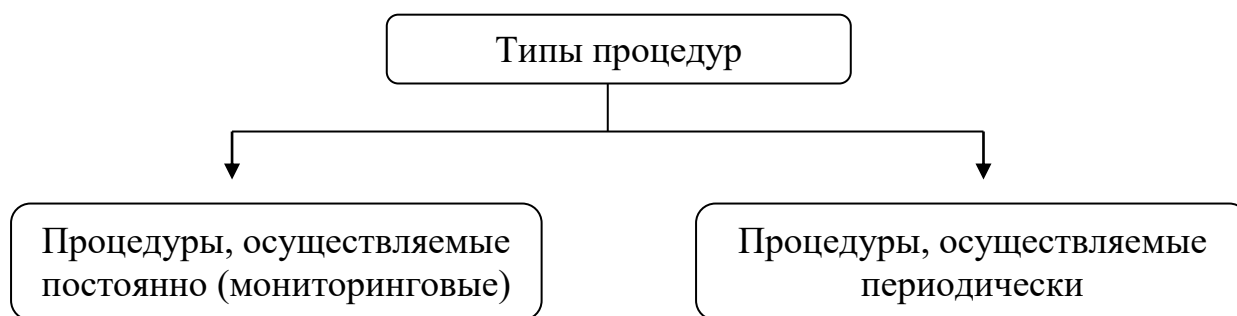 Типы процедур
Процедуры, осуществляемые
постоянно (мониторинговые)
Процедуры, осуществляемые
периодически